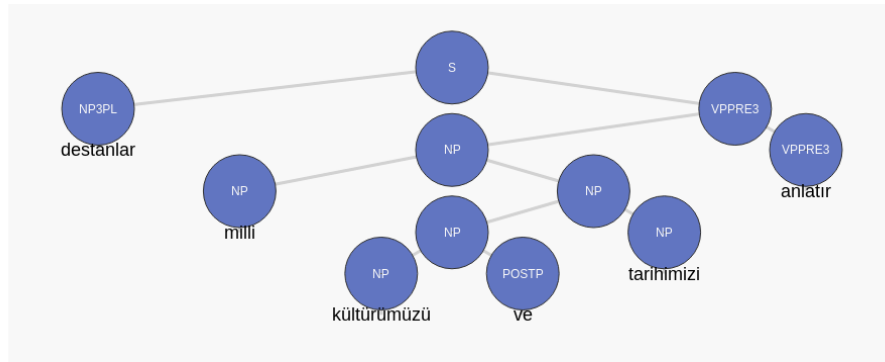 S
NP3PL
VPPRE3
destanlar
NP
VPPRE3
NP
NP
anlatır
milli
NP
NP
NP
POSTP
tarihimizi
kültürümüzü
ve